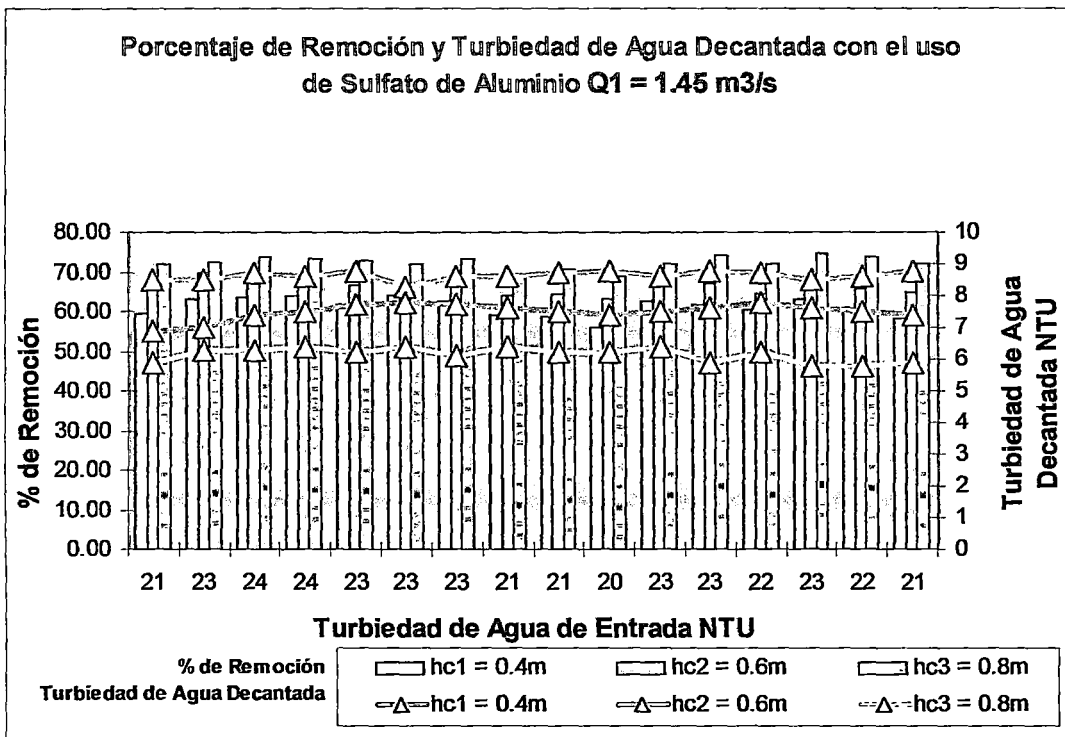 Porcentaje de Remoción y Turbiedad de Agua Decantada con el uso
de Sulfato de Aluminio Q1 = 1.45 m3/s
% de Remoción
80.00
70.00
60.00
50.00
40.00
30.00
20.00
10.00
0.00
10
9
8
7
6
5
4
3
2
1
0
Turbiedad de Agua
Decantada NTU
21 23 24 24 23 23 23 21 21 20 23 23 22 23 22 21
Turbiedad de Agua de Entrada NTU
% de Remoción hc1 = 0.4m hc2 = 0.6m hc3 = 0.8m
Turbiedad de Agua Decantada hc1 = 0.4m hc2 = 0.6m hc3 = 0.8m